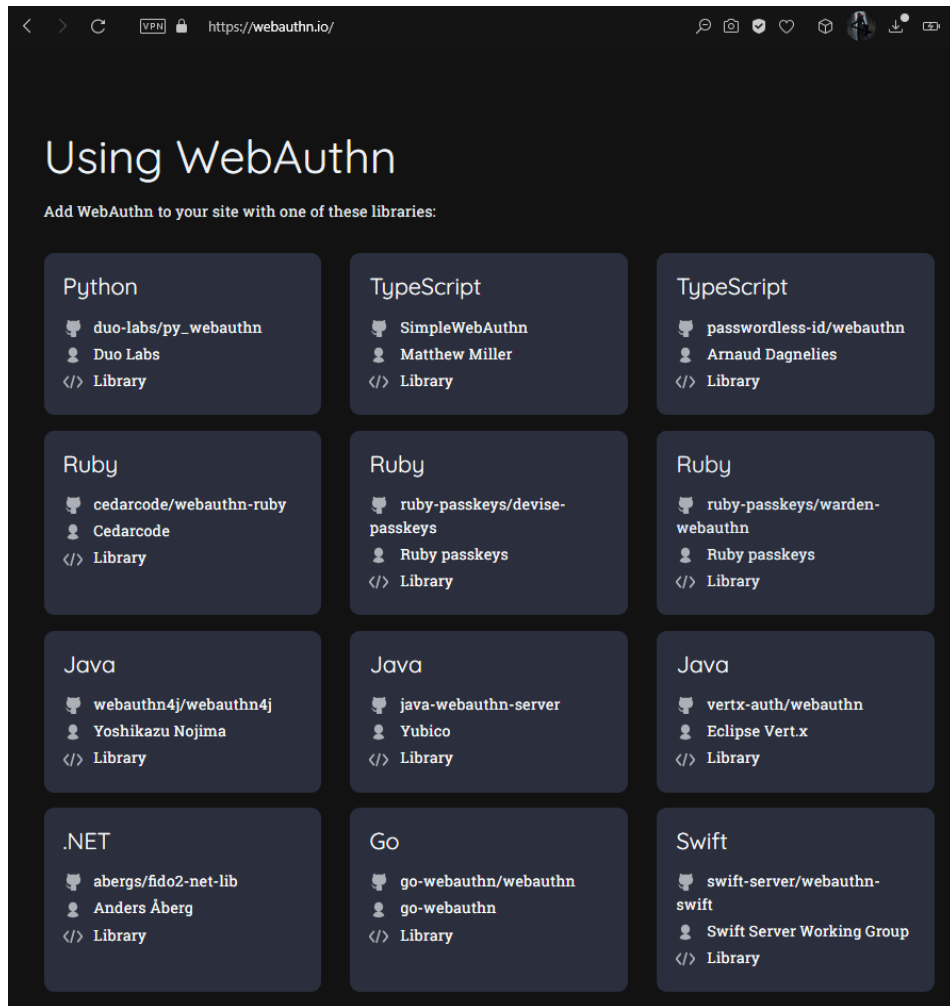 VPN
https://webauthn.io/
Using WebAuthn
Add WebAuthn to your site with one of these libraries:
Python
duo-labs/py_webauthn
Duo Labs
</> Library
TypeScript
SimpleWebAuthn
Matthew Miller
</> Library
TypeScript
passwordless-id/webauthn
Arnaud Dagnelies
</> Library
Ruby
cedarcode/webauthn-ruby
Cedarcode
</> Library
Ruby
ruby-passkeys/devise-
passkeys
Ruby passkeys
</> Library
Ruby
ruby-passkeys/warden-
webauthn
Ruby passkeys
</> Library
Java
webauthn4j/webauthn4j
Yoshikazu Nojima
</> Library
Java
java-webauthn-server
Yubico
</> Library
Java
vertx-auth/webauthn
Eclipse Vert.x
</> Library
.NET
abergs/fido2-net-lib
Anders Åberg
</> Library
Go
go-webauthn/webauthn
go-webauthn
</> Library
Swift
swift-server/webauthn-
swift
Swift Server Working Group
</> Library